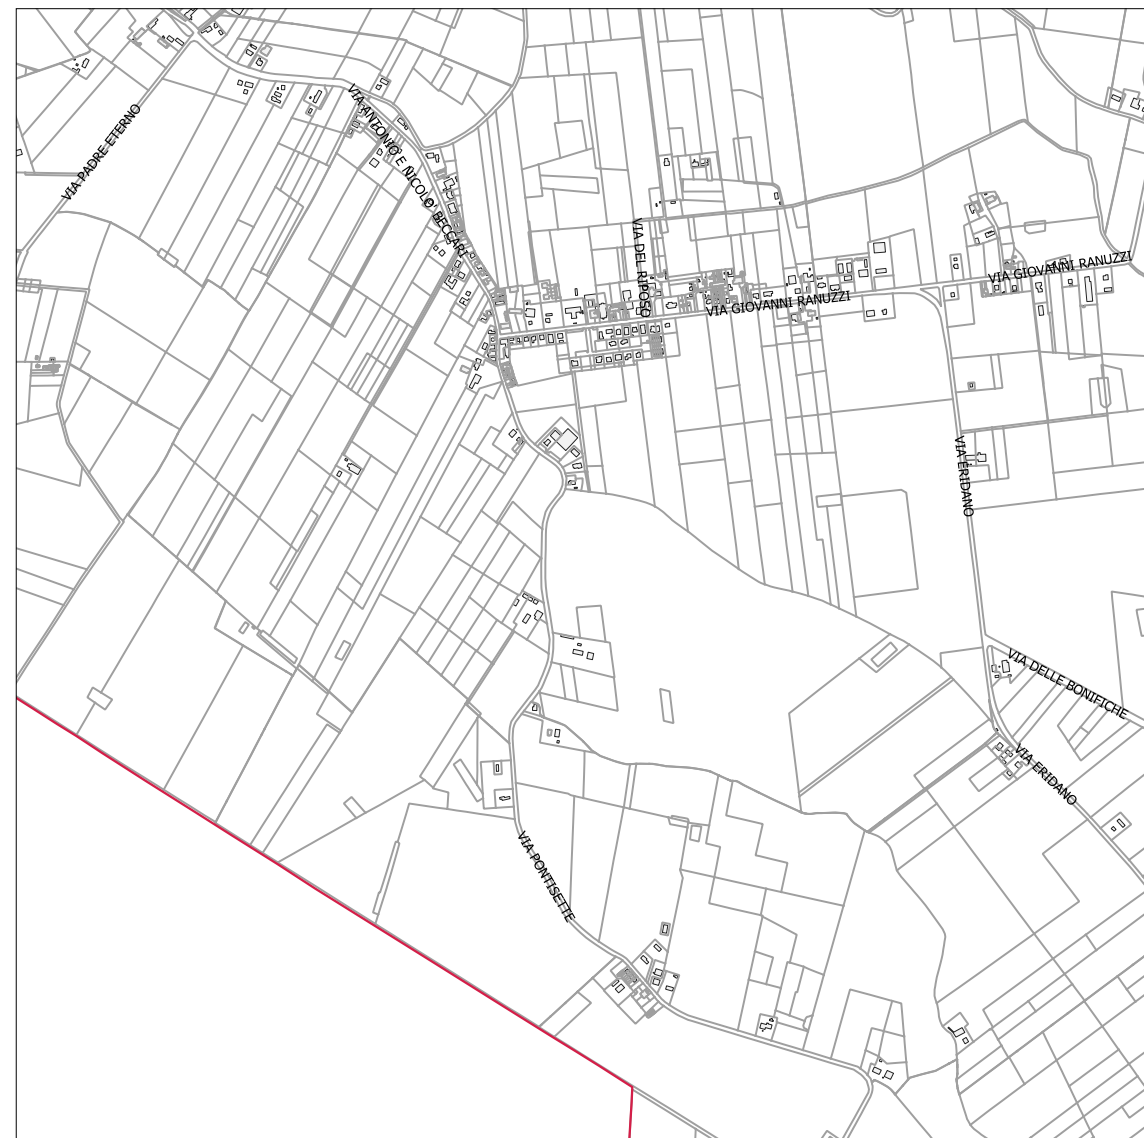 VIA PADRE ETERNO
VIA ANTONIO E NICOLO' BECCARI
VIA DEL RIPOSO
VIA GIOVANNI RANUZZI
VIA GIOVANNI RANUZZI
VIA ERIDANO
VIA DELLE BONIFICHE
VIA ERIDANO
VIA PONTISETTE